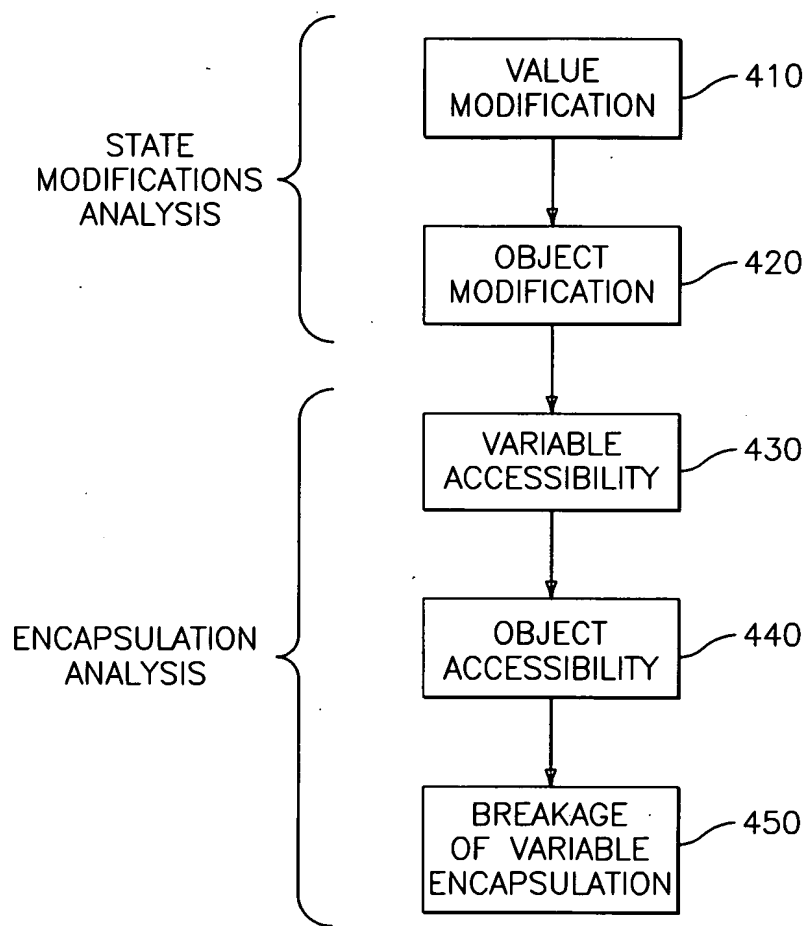 VALUE
MODIFICATION
410
STATE
MODIFICATIONS
ANALYSIS
OBJECT
MODIFICATION
420
VARIABLE
ACCESSIBILITY
430
ENCAPSULATION
ANALYSIS
OBJECT
ACCESSIBILITY
440
BREAKAGE
OF VARIABLE
ENCAPSULATION
450